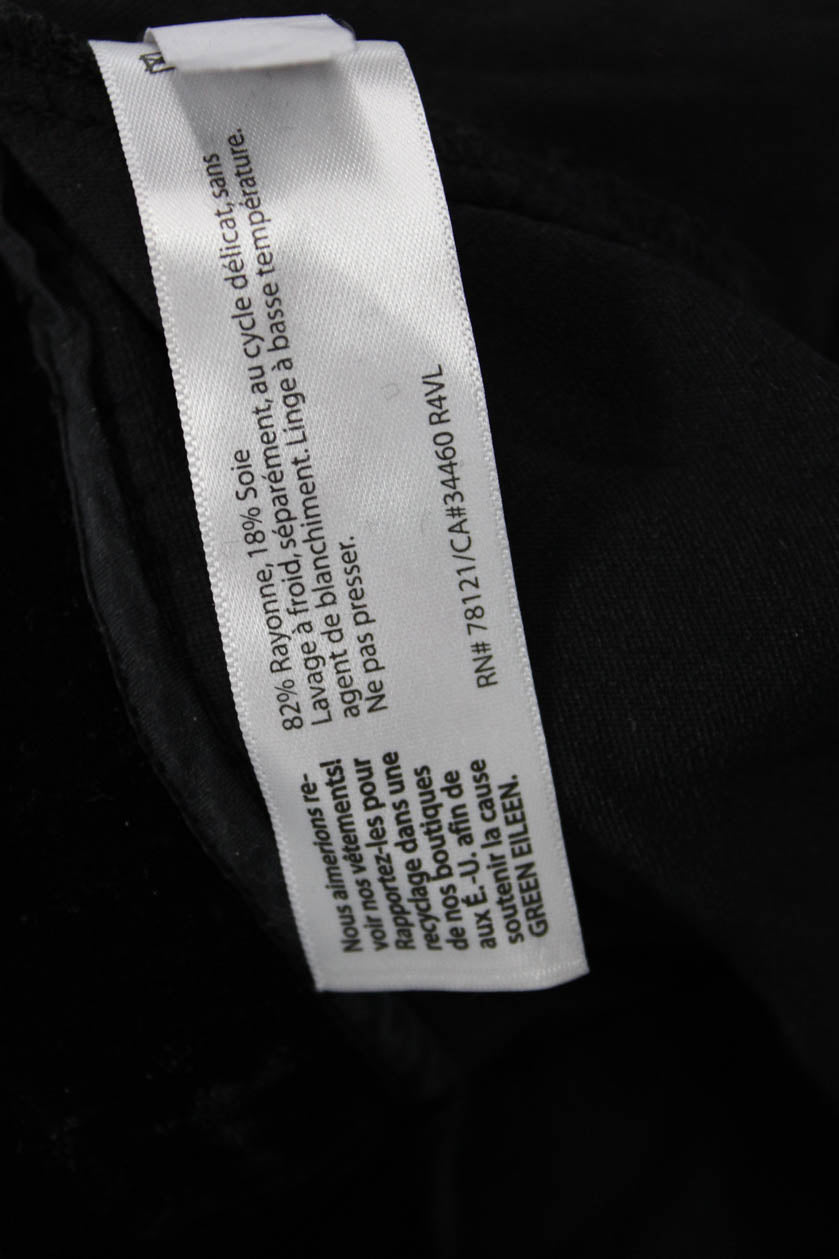 82% Rayonne, 18% Soie
Lavage à froid, séparément, au cycle délicat, sans
agent de blanchiment. Linge à basse température.
Ne pas presser.
RN# 78121/CA#34460 R4VL
Nous aimerions re-
voir nos vêtements!
Rapportez-les pour
recyclage dans une
de nos boutiques
aux É.-U. afin de
soutenir la cause
GREEN EILEEN.